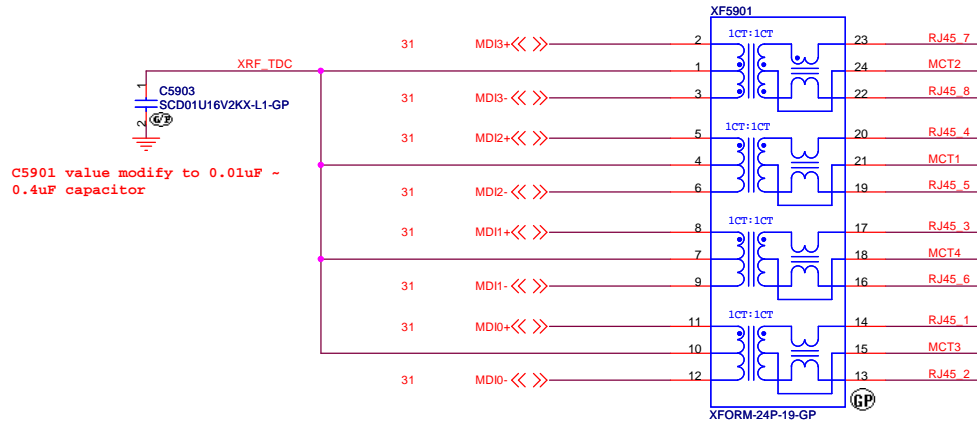 XF5901
31 MDI3+ 2 1CT:1CT 23 RJ45_7
XRF_TDC 1 24 MCT2
1 C5903
SCD01U16V2KX-L1-GP
31 MDI3- 3 22 RJ45_8
2 G/P
31 MDI2+ 5 1CT:1CT 20 RJ45_4
4 21 MCT1
C5901 value modify to 0.01uF ~
0.4uF capacitor
31 MDI2- 6 19 RJ45_5
31 MDI1+ 8 1CT:1CT 17 RJ45_3
7 18 MCT4
31 MDI1- 9 16 RJ45_6
31 MDI0+ 11 1CT:1CT 14 RJ45_1
10 15 MCT3
31 MDI0- 12 13 RJ45_2
GP
XFORM-24P-19-GP